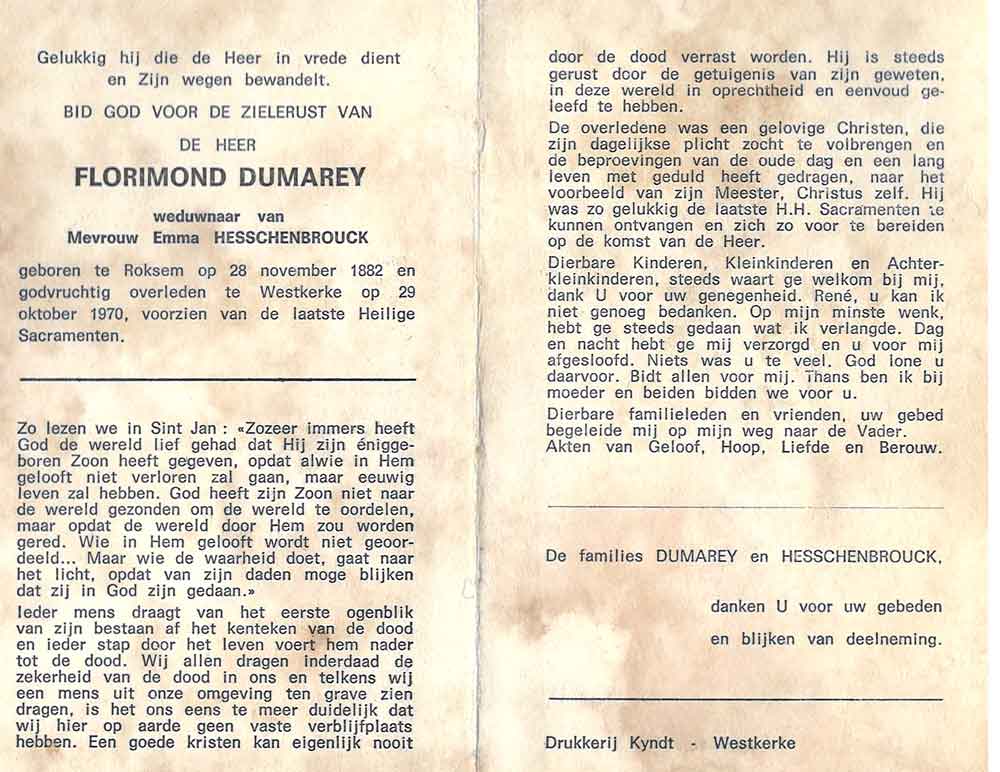 Gelukkig hij die de Heer in vrede dient
en Zijn wegen bewandelt.
BID GOD VOOR DE ZIELERUST VAN
DE HEER
FLORIMOND DUMAREY
weduwnaar van
Mevrouw Emma HESSCHENBROUCK
geboren te Roksem op 28 november 1882 en
godvruchtig overleden te Westkerke op 29
oktober 1970, voorzien van de laatste Heilige
Sacramenten.
Zo lezen we in Sint Jan : «Zozeer immers heeft
God de wereld lief gehad dat Hij zijn énigge-
boren Zoon heeft gegeven, opdat alwie in Hem
gelooft niet verloren zal gaan, maar eeuwig
leven zal hebben. God heeft zijn Zoon niet naar
de wereld gezonden om de wereld te oordelen,
maar opdat de wereld door Hem zou worden
gered. Wie in Hem gelooft wordt niet geoor-
deeld... Maar wie de waarheid doet, gaat naar
het licht, opdat van zijn daden moge blijken
dat zij in God zijn gedaan.»
Ieder mens draagt van het eerste ogenblik
van zijn bestaan af het kenteken van de dood
en ieder stap door het leven voert hem nader
tot de dood. Wij allen dragen inderdaad de
zekerheid van de dood in ons en telkens wij
een mens uit onze omgeving ten grave zien
dragen, is het ons eens te meer duidelijk dat
wij hier op aarde geen vaste verblijfplaats
hebben. Een goede kristen kan eigenlijk nooit
door de dood verrast worden. Hij is steeds
gerust door de getuigenis van zijn geweten,
in deze wereld in oprechtheid en eenvoud ge-
leefd te hebben.
De overledene was een gelovige Christen, die
zijn dagelijkse plicht zocht te volbrengen en
de beproevingen van de oude dag en een lang
leven met geduld heeft gedragen, naar het
voorbeeld van zijn Meester, Christus zelf. Hij
was zo gelukkig de laatste H.H. Sacramenten te
kunnen ontvangen en zich zo voor te bereiden
op de komst van de Heer.
Dierbare Kinderen, Kleinkinderen en Achter-
kleinkinderen, steeds waart ge welkom bij mij,
dank U voor uw genegenheid. René, u kan ik
niet genoeg bedanken. Op mijn minste wenk,
hebt ge steeds gedaan wat ik verlangde. Dag
en nacht hebt ge mij verzorgd en u voor mij
afgesloofd. Niets was u te veel. God lone u
daarvoor. Bidt allen voor mij. Thans ben ik bij
moeder en beiden bidden we voor u.
Dierbare familieleden en vrienden, uw gebed
begeleide mij op mijn weg naar de Vader.
Akten van Geloof, Hoop, Liefde en Berouw.
De families DUMAREY en HESSCHENBROUCK,
danken U voor uw gebeden
en blijken van deelneming.
Drukkerij Kyndt - Westkerke